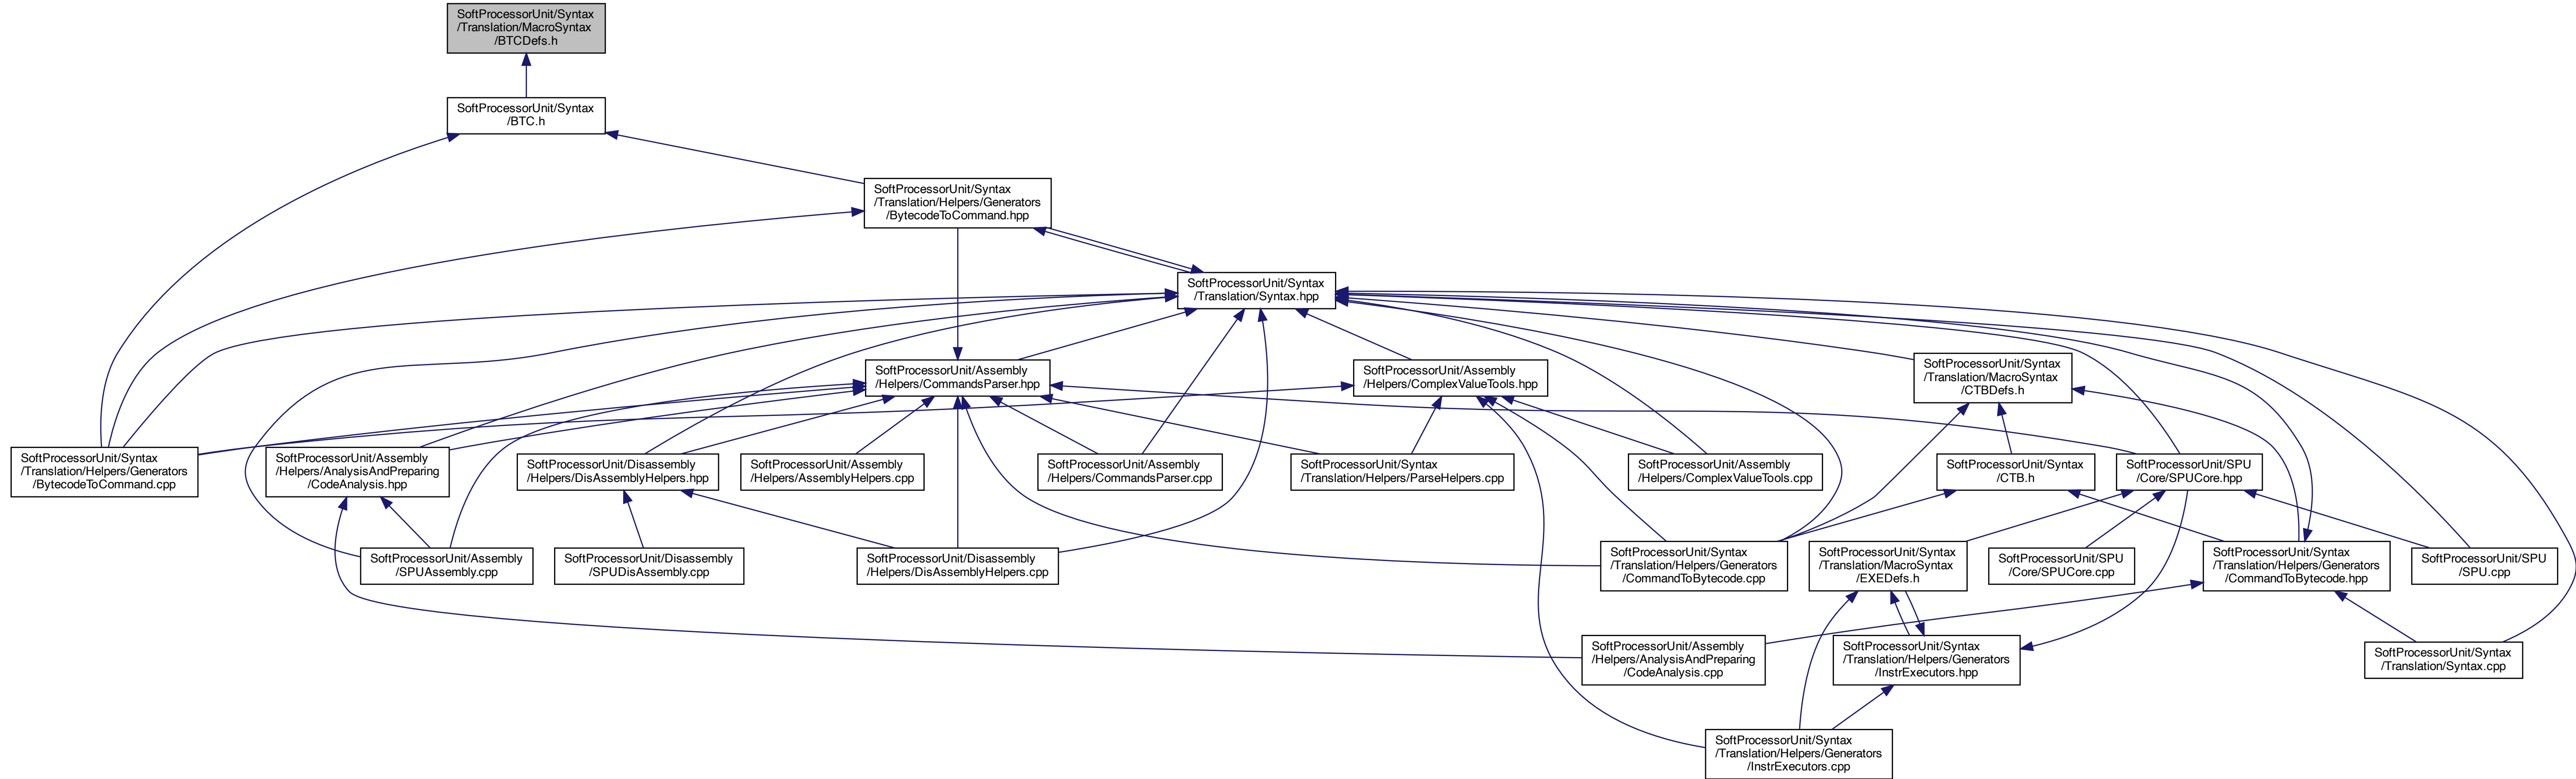 SoftProcessorUnit/Syntax
/Translation/MacroSyntax
/BTCDefs.h
SoftProcessorUnit/Syntax
/BTC.h
SoftProcessorUnit/Syntax
/Translation/Helpers/Generators
/BytecodeToCommand.hpp
SoftProcessorUnit/Syntax
/Translation/Syntax.hpp
SoftProcessorUnit/Assembly
/Helpers/CommandsParser.hpp
SoftProcessorUnit/Assembly
/Helpers/ComplexValueTools.hpp
SoftProcessorUnit/Syntax
/Translation/MacroSyntax
/CTBDefs.h
SoftProcessorUnit/Syntax
/Translation/Helpers/Generators
/BytecodeToCommand.cpp
SoftProcessorUnit/Assembly
/Helpers/AnalysisAndPreparing
/CodeAnalysis.hpp
SoftProcessorUnit/Disassembly
/Helpers/DisAssemblyHelpers.hpp
SoftProcessorUnit/Assembly
/Helpers/AssemblyHelpers.cpp
SoftProcessorUnit/Assembly
/Helpers/CommandsParser.cpp
SoftProcessorUnit/Syntax
/Translation/Helpers/ParseHelpers.cpp
SoftProcessorUnit/Assembly
/Helpers/ComplexValueTools.cpp
SoftProcessorUnit/Syntax
/CTB.h
SoftProcessorUnit/SPU
/Core/SPUCore.hpp
SoftProcessorUnit/Assembly
/SPUAssembly.cpp
SoftProcessorUnit/Disassembly
/SPUDisAssembly.cpp
SoftProcessorUnit/Disassembly
/Helpers/DisAssemblyHelpers.cpp
SoftProcessorUnit/Syntax
/Translation/Helpers/Generators
/CommandToBytecode.cpp
SoftProcessorUnit/Syntax
/Translation/MacroSyntax
/EXEDefs.h
SoftProcessorUnit/SPU
/Core/SPUCore.cpp
SoftProcessorUnit/Syntax
/Translation/Helpers/Generators
/CommandToBytecode.hpp
SoftProcessorUnit/SPU
/SPU.cpp
SoftProcessorUnit/Assembly
/Helpers/AnalysisAndPreparing
/CodeAnalysis.cpp
SoftProcessorUnit/Syntax
/Translation/Helpers/Generators
/InstrExecutors.hpp
SoftProcessorUnit/Syntax
/Translation/Syntax.cpp
SoftProcessorUnit/Syntax
/Translation/Helpers/Generators
/InstrExecutors.cpp